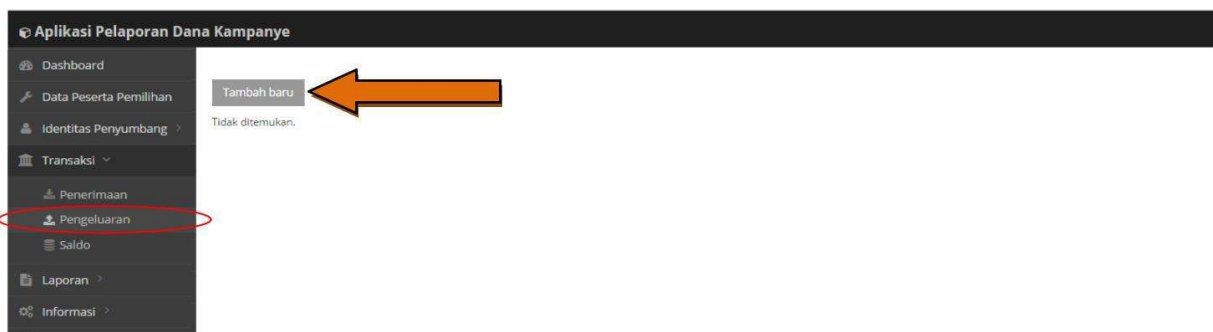 Aplikasi Pelaporan Dana Kampanye
Dashboard
Data Peserta Pemilihan
Identitas Penyumbang
Transaksi
Penerimaan
Pengeluaran
Saldo
Laporan
Informasi
Tambah baru
Tidak ditemukan.